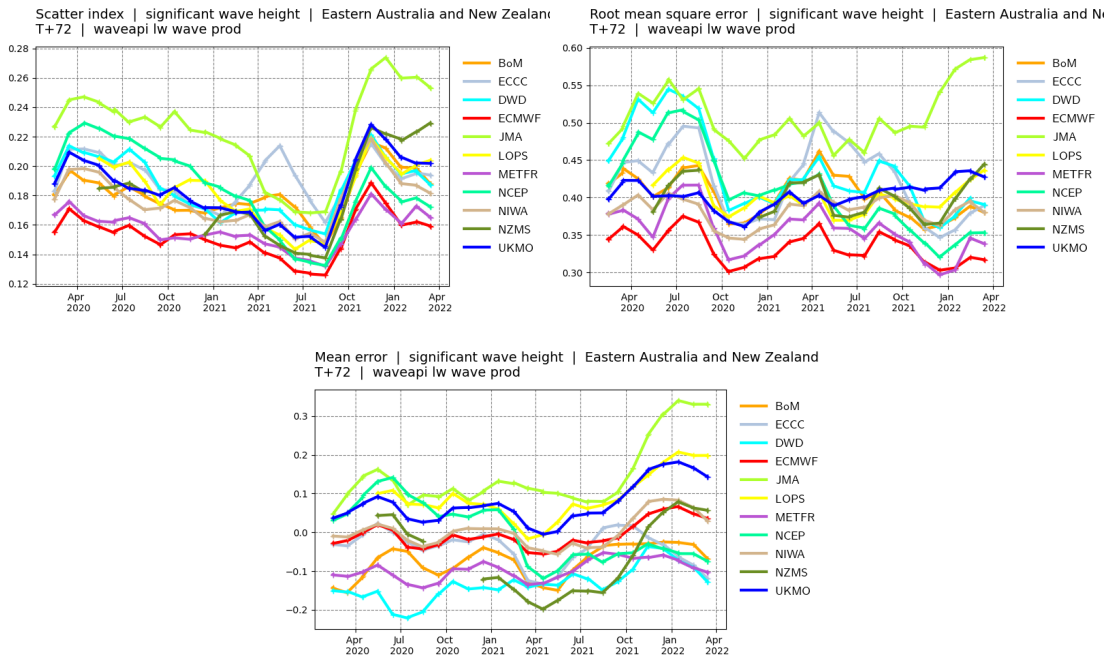 Scatter index | significant wave height | Eastern Australia and New Zealand
T+72 | waveapi lw wave prod
0.28
0.26
0.24
0.22
0.20
0.18
0.16
0.14
0.12
Apr 2020
Jul 2020
Oct 2020
Jan 2021
Apr 2021
Jul 2021
Oct 2021
Jan 2022
Apr 2022
BoM
ECCC
DWD
ECMWF
JMA
LOPS
METFR
NCEP
NIWA
NZMS
UKMO
Root mean square error | significant wave height | Eastern Australia and Ne
T+72 | waveapi lw wave prod
0.60
0.55
0.50
0.45
0.40
0.35
0.30
Apr 2020
Jul 2020
Oct 2020
Jan 2021
Apr 2021
Jul 2021
Oct 2021
Jan 2022
Apr 2022
BoM
ECCC
DWD
ECMWF
JMA
LOPS
METFR
NCEP
NIWA
NZMS
UKMO
Mean error | significant wave height | Eastern Australia and New Zealand
T+72 | waveapi lw wave prod
0.3
0.2
0.1
0.0
−0.1
−0.2
Apr 2020
Jul 2020
Oct 2020
Jan 2021
Apr 2021
Jul 2021
Oct 2021
Jan 2022
Apr 2022
BoM
ECCC
DWD
ECMWF
JMA
LOPS
METFR
NCEP
NIWA
NZMS
UKMO